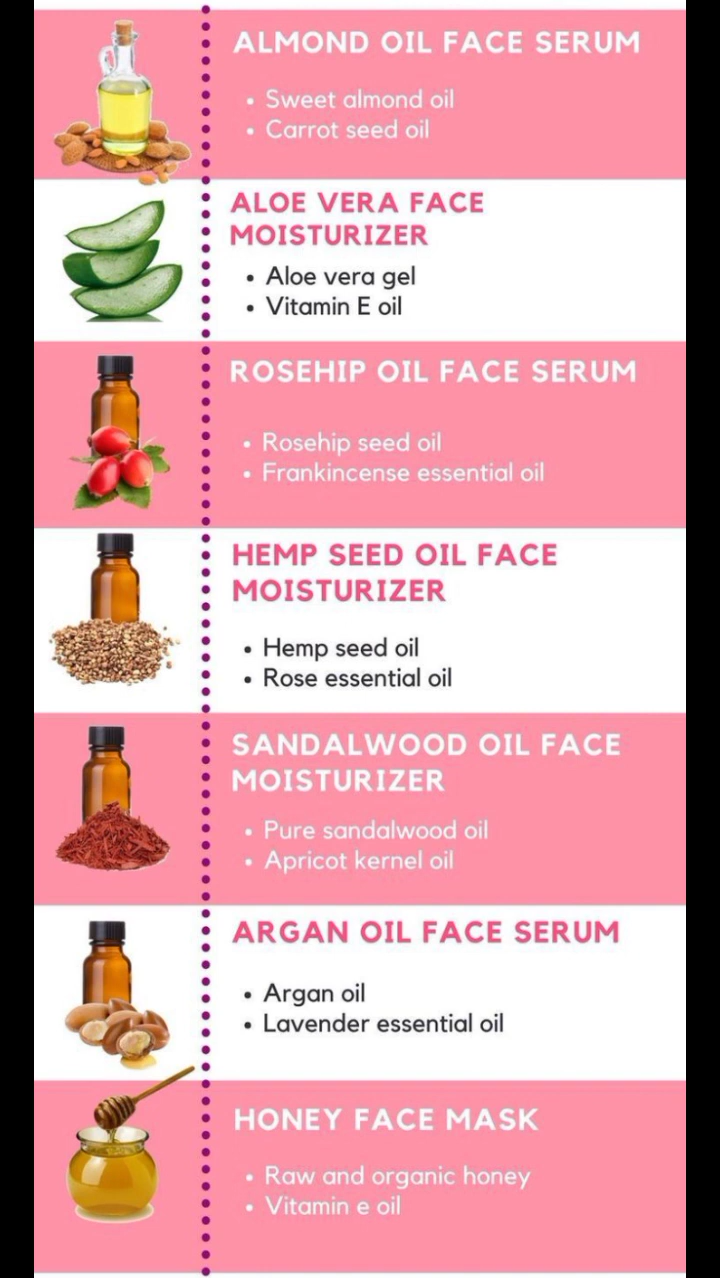 ALMOND OIL FACE SERUM
• Sweet almond oil
• Carrot seed oil
ALOE VERA FACE
MOISTURIZER
• Aloe vera gel
• Vitamin E oil
ROSEHIP OIL FACE SERUM
• Rosehip seed oil
• Frankincense essential oil
HEMP SEED OIL FACE
MOISTURIZER
• Hemp seed oil
• Rose essential oil
SANDALWOOD OIL FACE
MOISTURIZER
• Pure sandalwood oil
• Apricot kernel oil
ARGAN OIL FACE SERUM
• Argan oil
• Lavender essential oil
HONEY FACE MASK
• Raw and organic honey
• Vitamin e oil